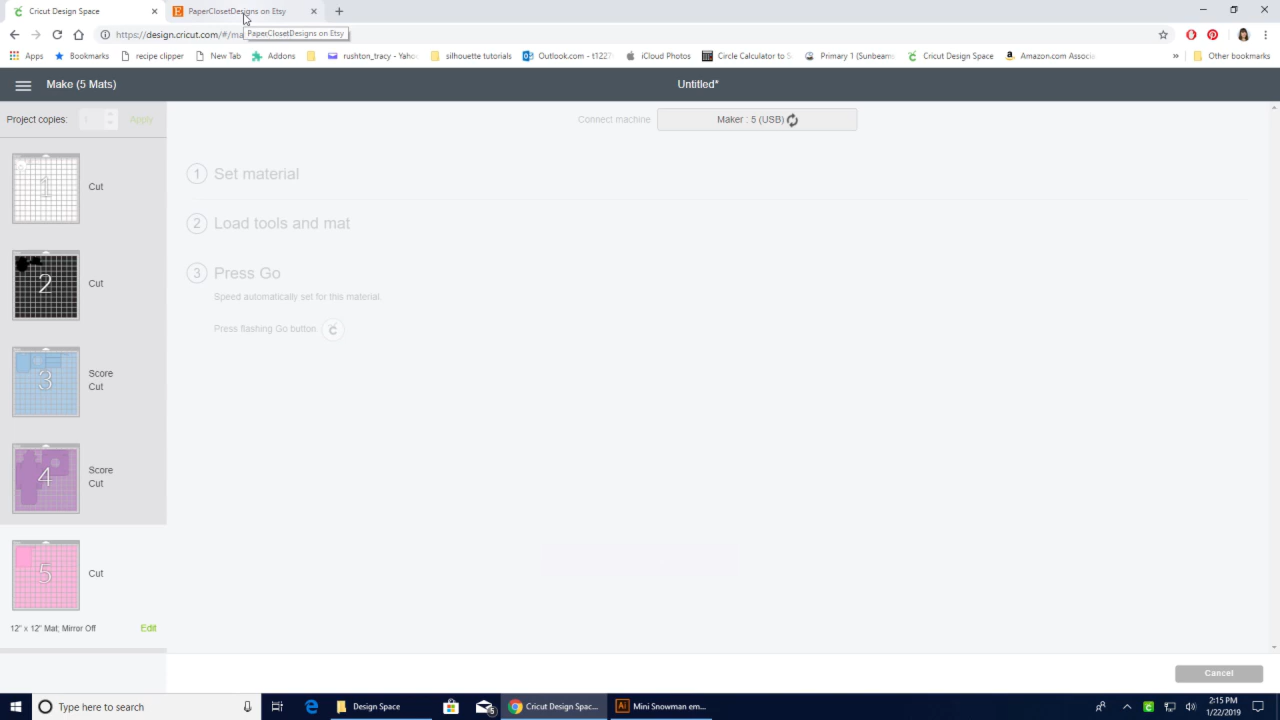 Cricut Design Space
PaperClosetDesigns on Etsy
https://design.cricut.com/#/ma
PaperClosetDesigns on Etsy
Apps
Bookmarks
recipe clipper
New Tab
Addons
rushton_tracy - Yahoo
silhouette tutorials
Outlook.com - t1227
iCloud Photos
Circle Calculator to S
Primary 1 (Sunbeams
Cricut Design Space
Amazon.com Associa
»
Other bookmarks
Make (5 Mats)
Untitled*
Project copies:
1
Apply
Connect machine
Maker : 5 (USB)
1
Cut
1 Set material
2 Load tools and mat
2
Cut
3 Press Go
Speed automatically set for this material.
Press flashing Go button
3
Score
Cut
4
Score
Cut
5
Cut
12" x 12" Mat; Mirror Off
Edit
Cancel
Type here to search
Design Space
Cricut Design Spac...
Mini Snowman em...
2:15 PM
1/22/2019